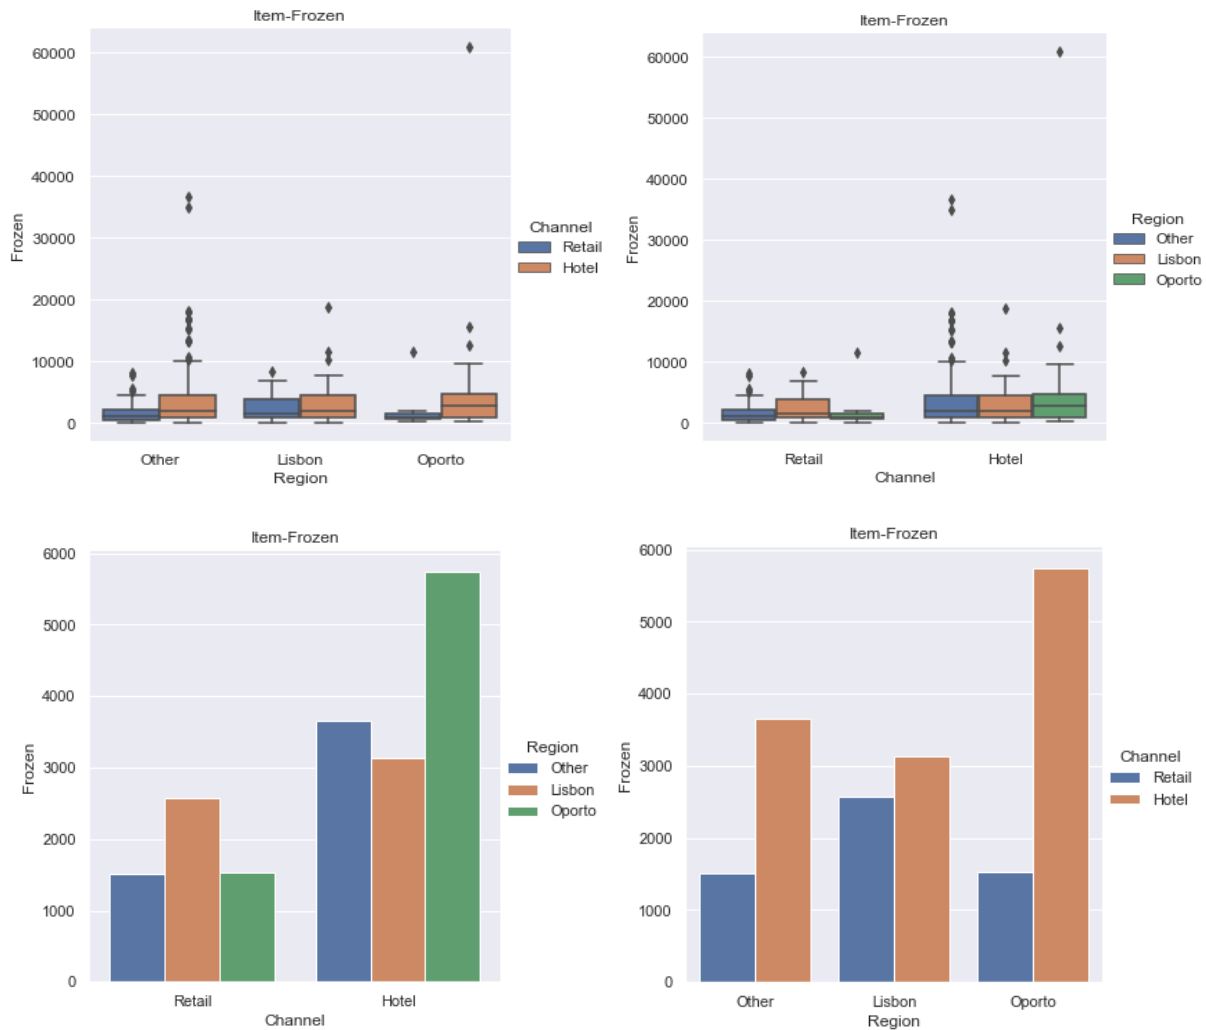 Item-Frozen
60000
50000
40000
30000
20000
10000
0
Frozen
Other Lisbon Oporto
Region
Channel
Retail
Hotel
Item-Frozen
60000
50000
40000
30000
20000
10000
0
Frozen
Retail Hotel
Channel
Region
Other
Lisbon
Oporto
Item-Frozen
6000
5000
4000
3000
2000
1000
0
Frozen
Retail Hotel
Channel
Region
Other
Lisbon
Oporto
Item-Frozen
6000
5000
4000
3000
2000
1000
0
Frozen
Other Lisbon Oporto
Region
Channel
Retail
Hotel